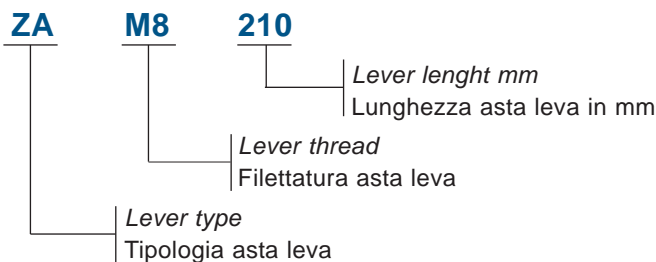 ZA M8 210
Lever lenght mm
Lunghezza asta leva in mm
Lever thread
Filettatura asta leva
Lever type
Tipologia asta leva